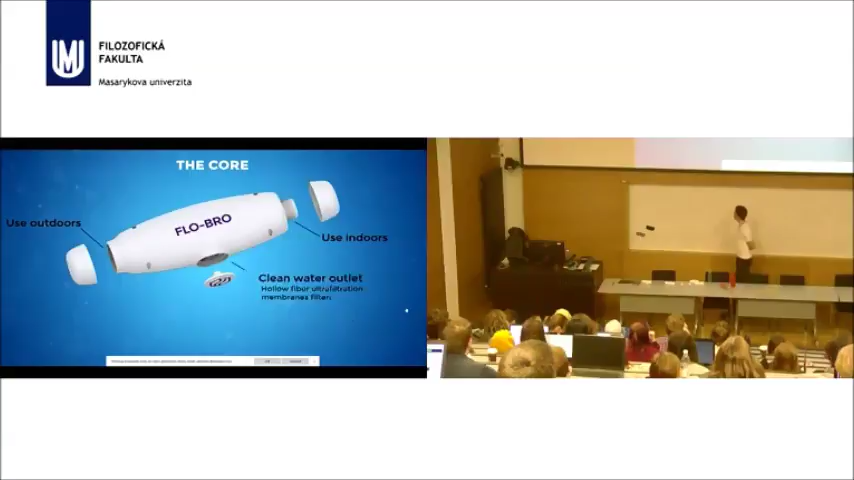 FILOZOFICKÁ
FAKULTA
Masarykova univerzita
THE CORE
FLO-BRO
Use outdoors
Use indoors
Clean water outlet
Hollow fiber ultrafiltration
membranes filters